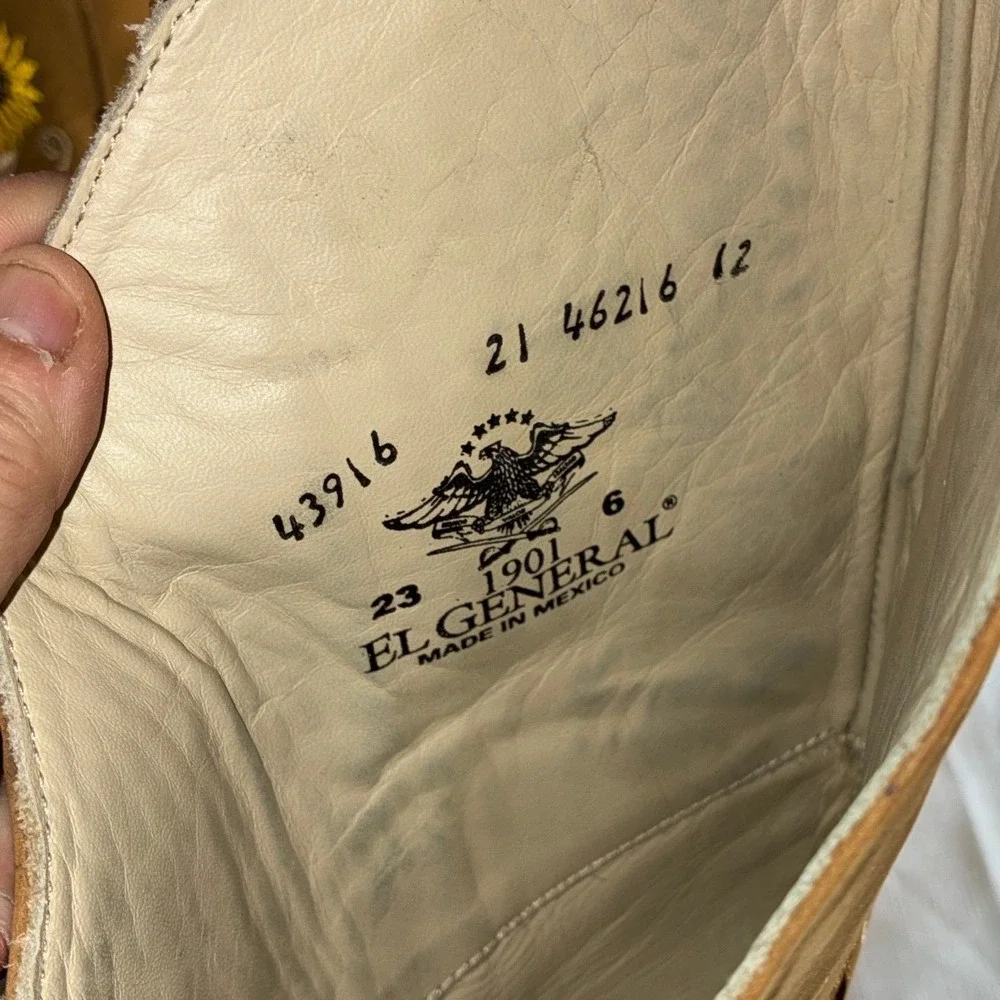 21 46216 12
43916
23 6
1901
EL GENERAL®
MADE IN MEXICO